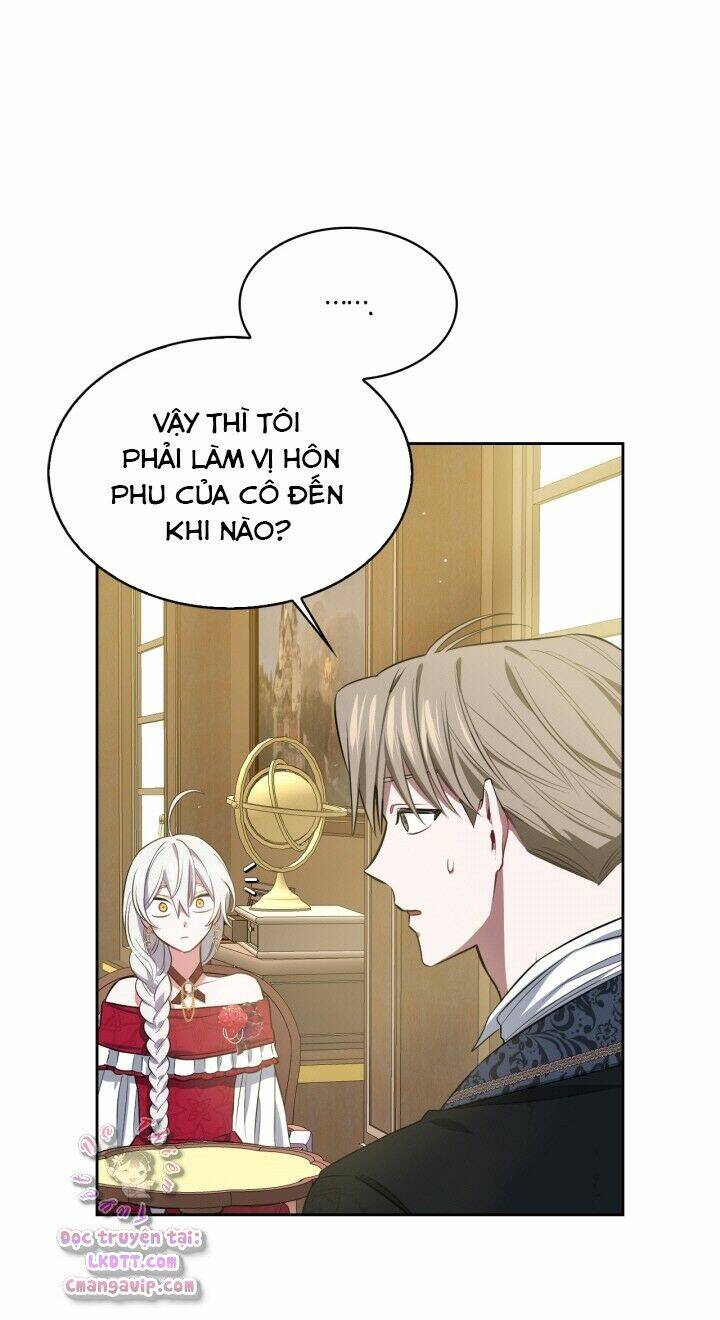 .......
VẬY THÌ TÔI
PHẢI LÀM VỊ HÔN
PHU CỦA CÔ ĐẾN
KHI NÀO?
Đọc truyện tại:
LKDTT.com
Cmangavip.com